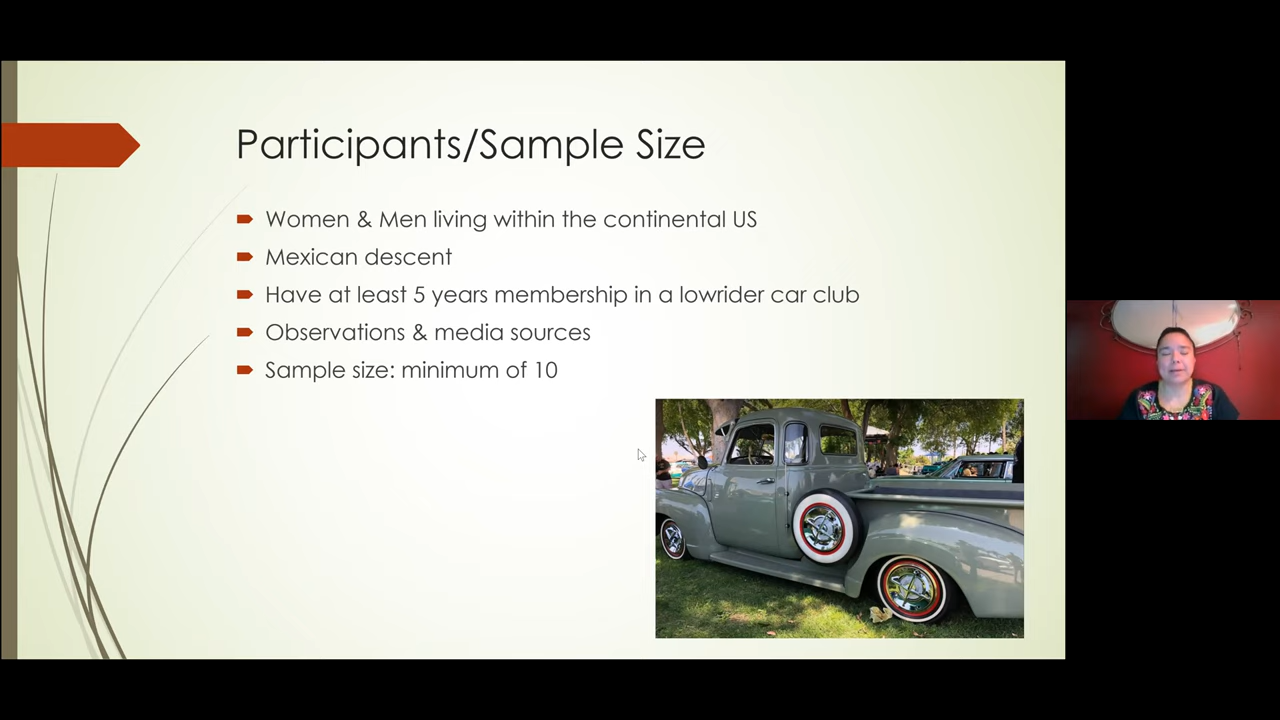 Participants/Sample Size
Women & Men living within the continental US
Mexican descent
Have at least 5 years membership in a lowrider car club
Observations & media sources
Sample size: minimum of 10